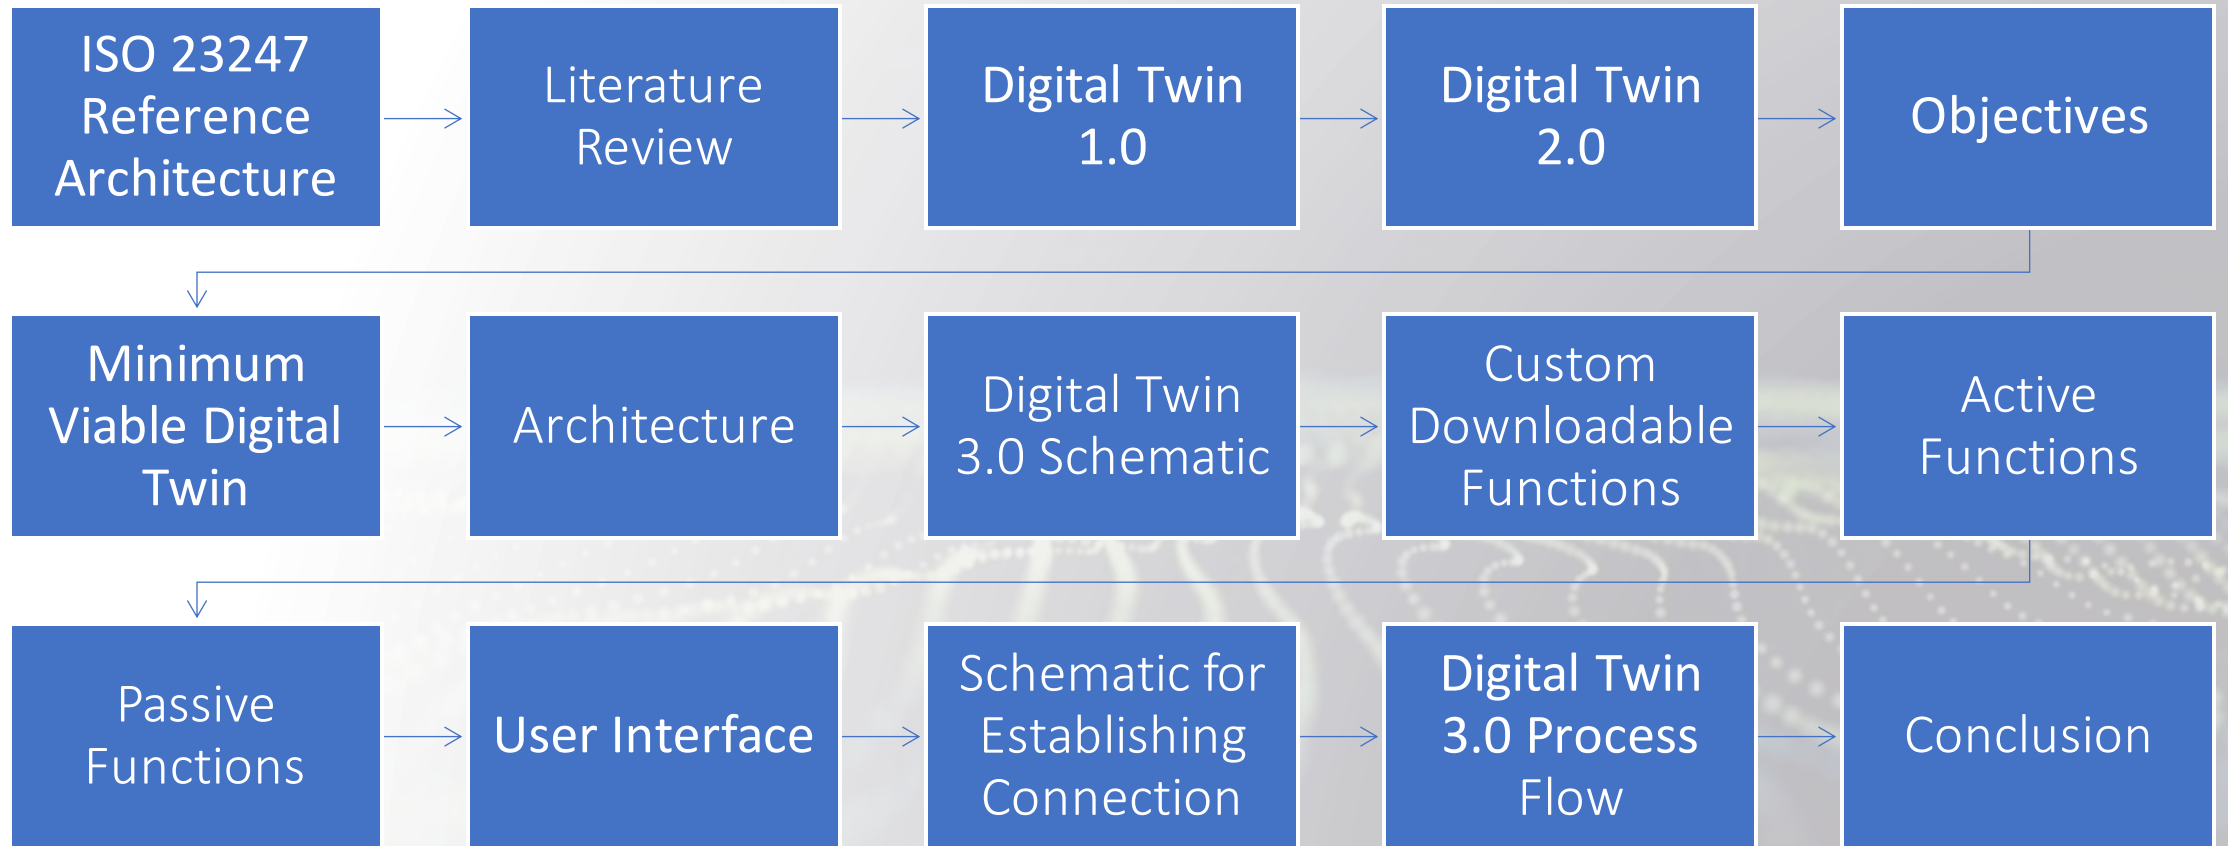 ISO 23247
Reference
Architecture
Literature
Review
Digital Twin
1.0
Digital Twin
2.0
Objectives
Minimum
Viable Digital
Twin
Architecture
Digital Twin
3.0 Schematic
Custom
Downloadable
Functions
Active
Functions
Passive
Functions
User Interface
Schematic for
Establishing
Connection
Digital Twin
3.0 Process
Flow
Conclusion